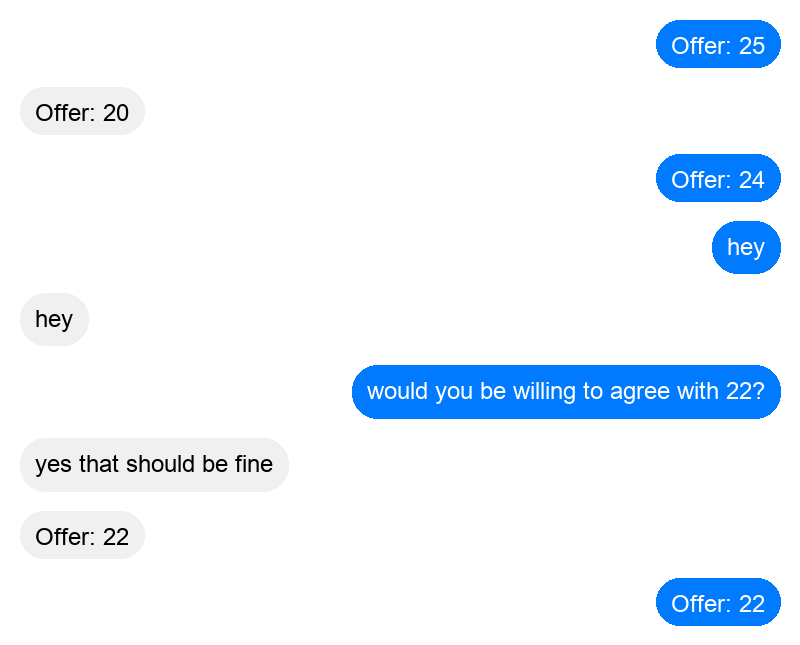 Offer: 25
Offer: 20
Offer: 24
hey
hey
would you be willing to agree with 22?
yes that should be fine
Offer: 22
Offer: 22